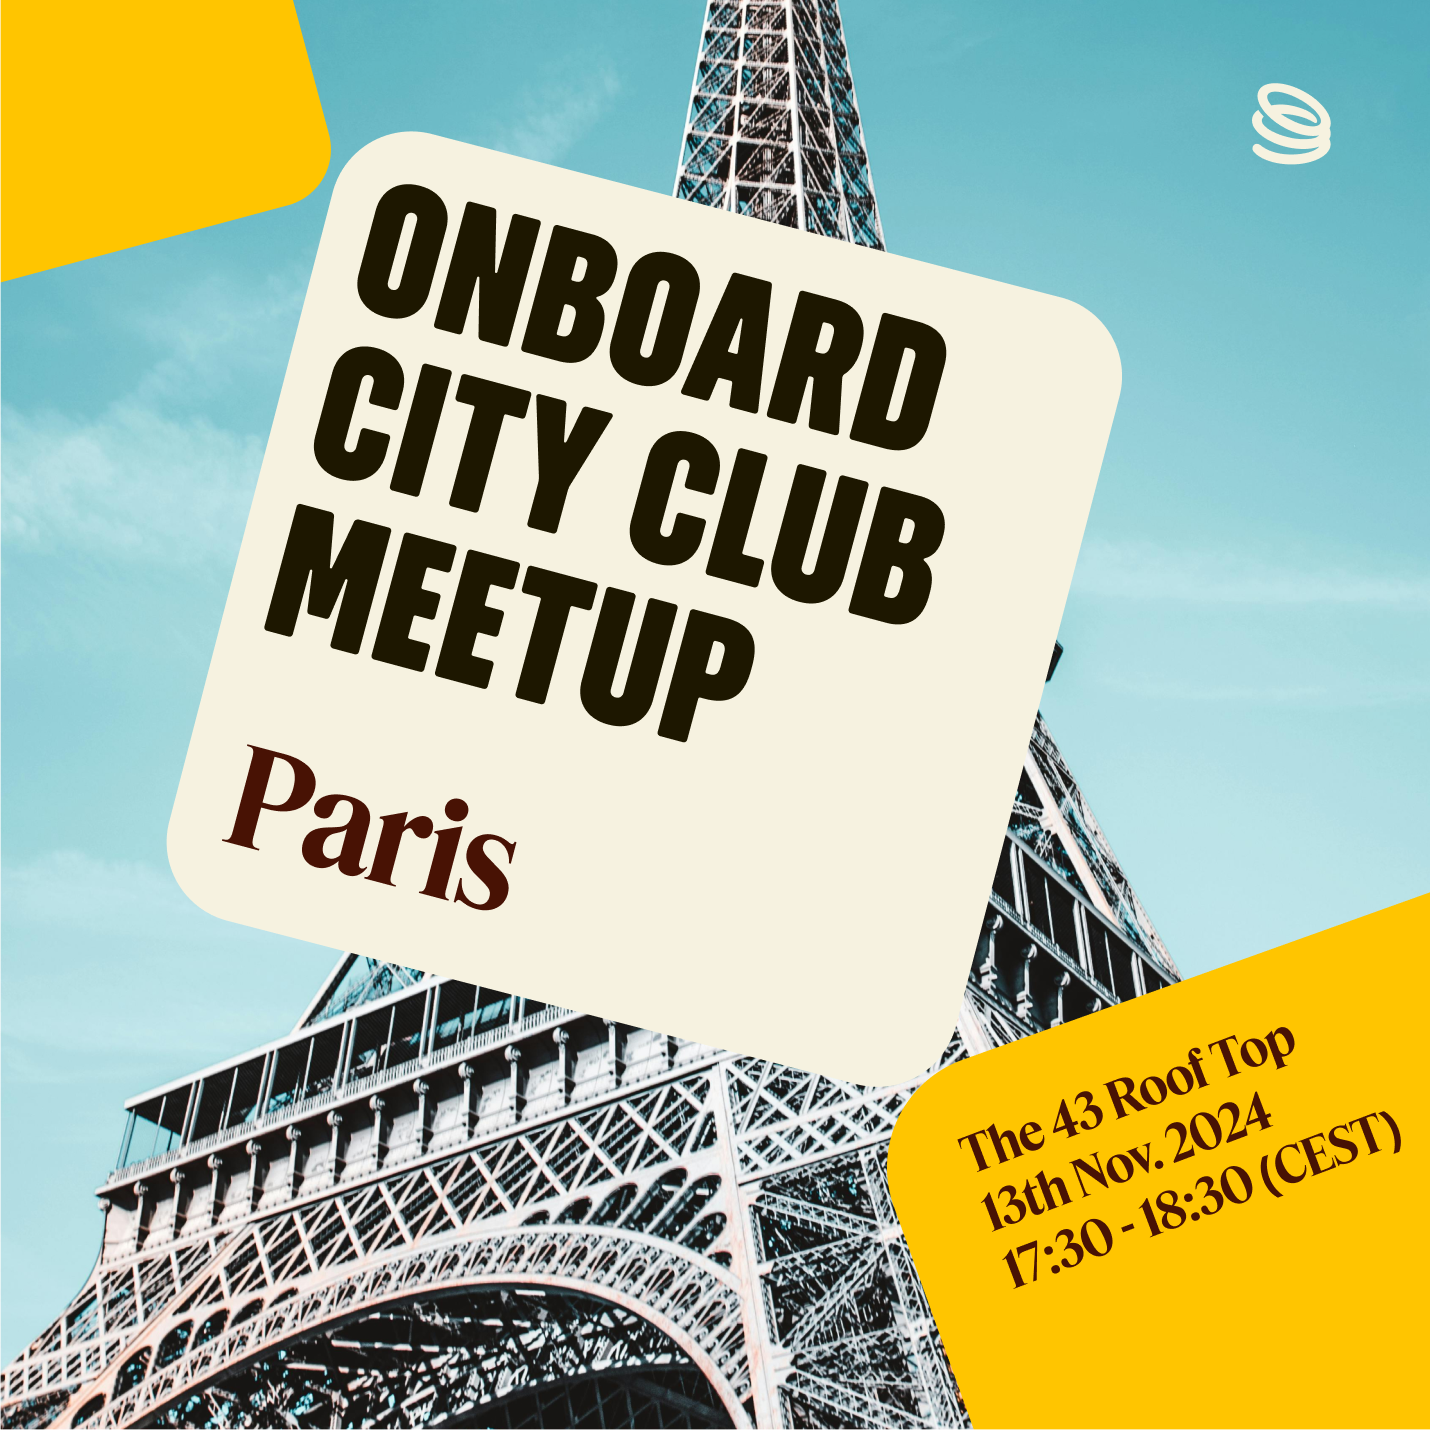 ONBOARD
CITY CLUB
MEETUP
Paris
The 43 Roof Top
13th Nov. 2024
17:30 - 18:30 (CEST)